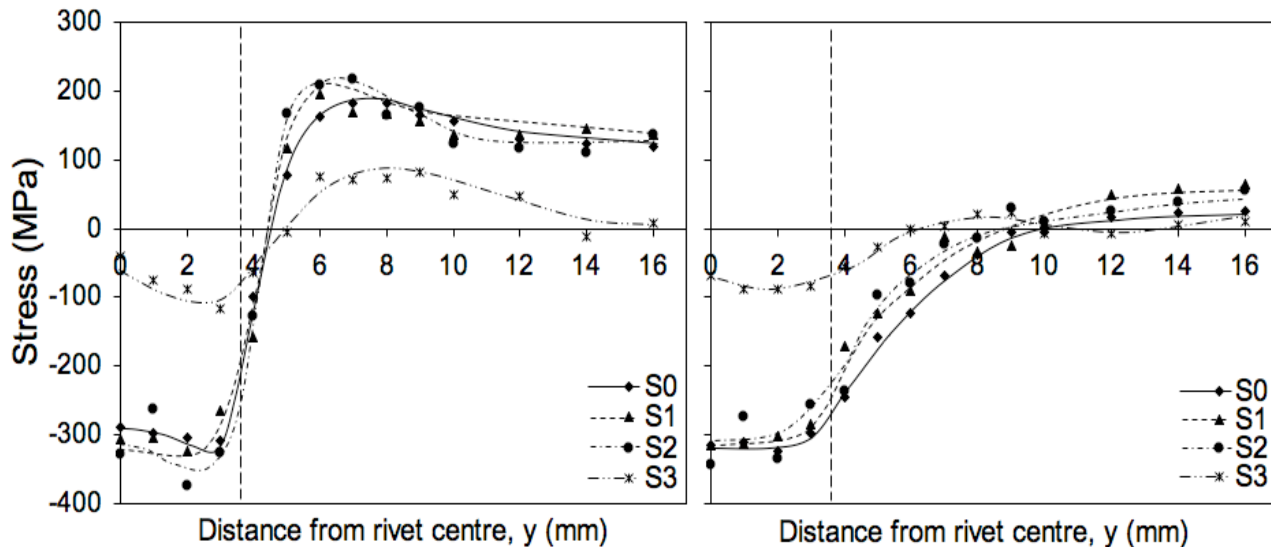 300
200
100
0
-100
-200
-300
-400
Stress (MPa)
0 2 4 6 8 10 12 14 16
S0
S1
S2
S3
Distance from rivet centre, y (mm)
0 2 4 6 8 10 12 14 16
S0
S1
S2
S3
Distance from rivet centre, y (mm)